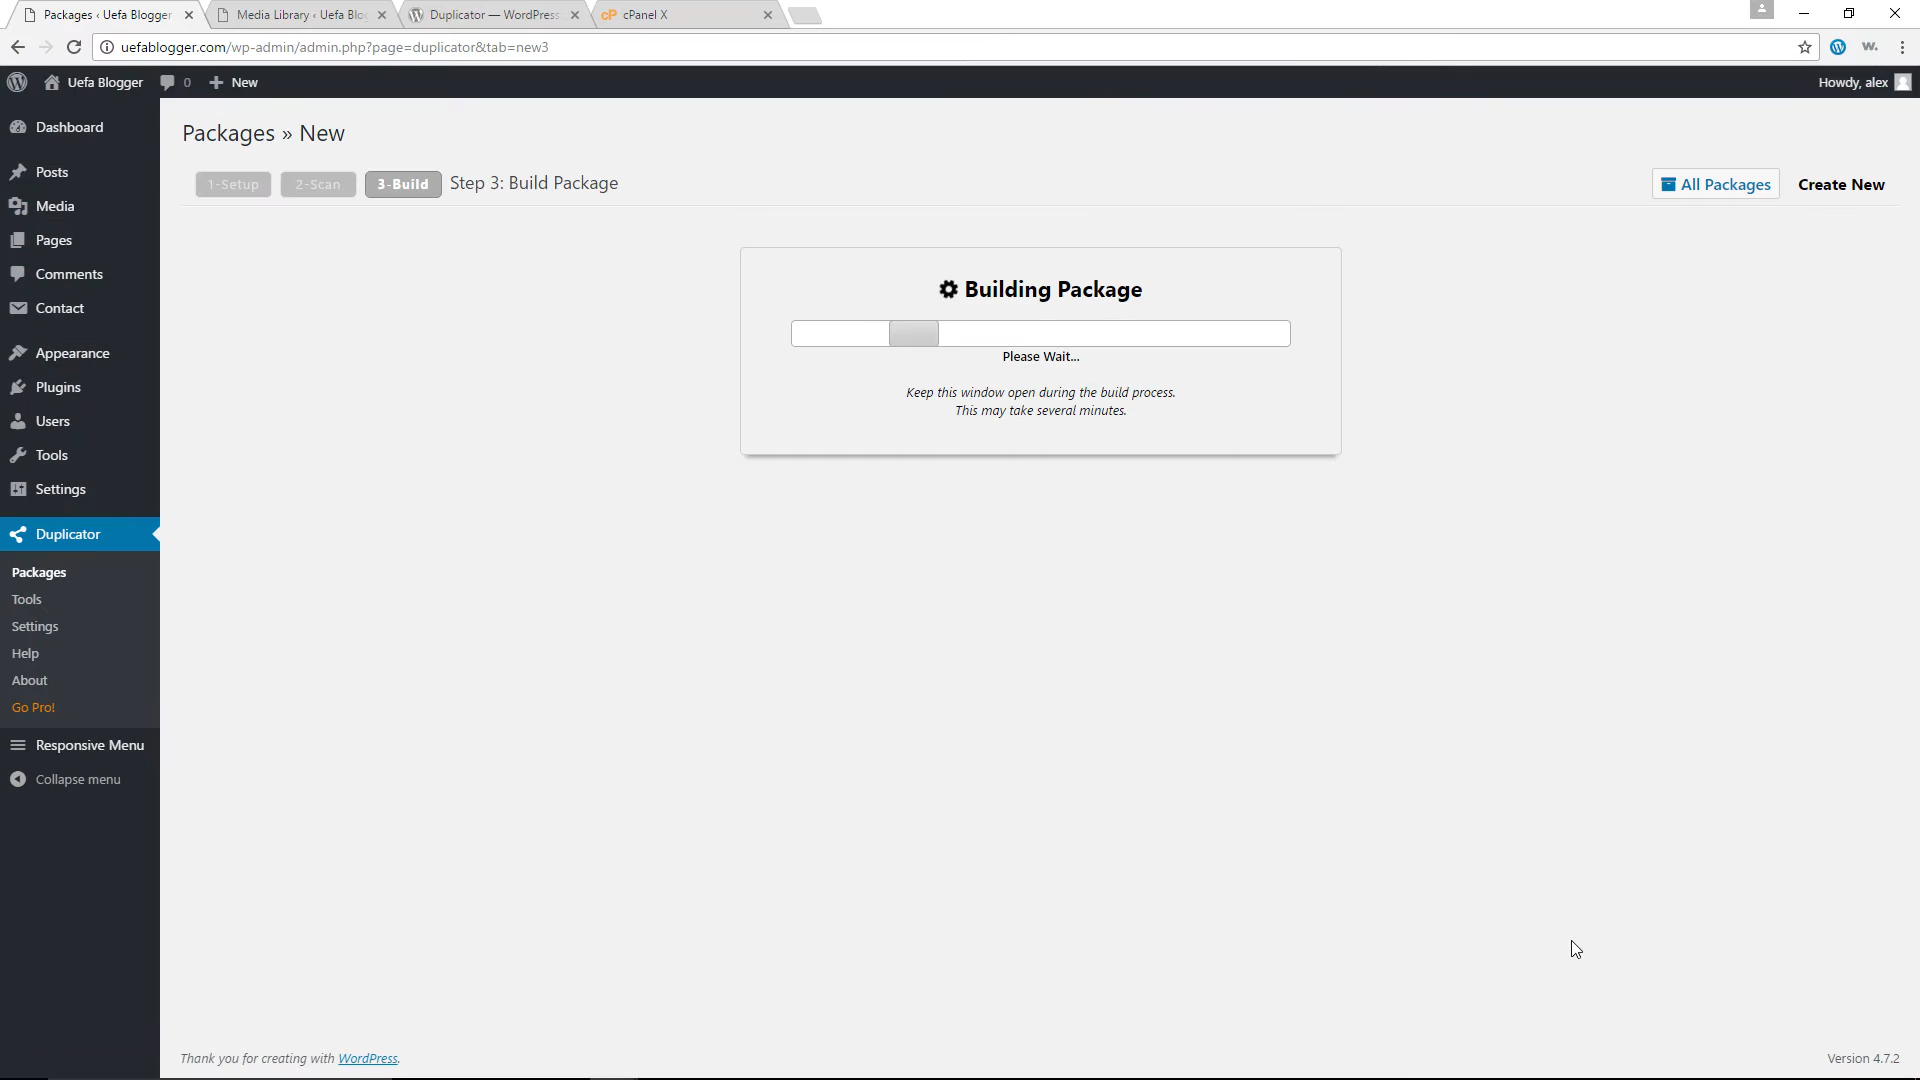 Packages ‹ Uefa Blogger
Media Library ‹ Uefa Blo
Duplicator — WordPress
cPanel X
uefablogger.com/wp-admin/admin.php?page=duplicator&tab=new3
w.
Uefa Blogger
0
New
Howdy, alex
Dashboard
Posts
Media
Pages
Comments
Contact
Appearance
Plugins
Users
Tools
Settings
Duplicator
Packages
Tools
Settings
Help
About
Go Pro!
Responsive Menu
Collapse menu
Packages » New
1-Setup
2-Scan
3-Build
Step 3: Build Package
All Packages
Create New
Building Package
Please Wait...
Keep this window open during the build process.
This may take several minutes.
Thank you for creating with WordPress.
Version 4.7.2